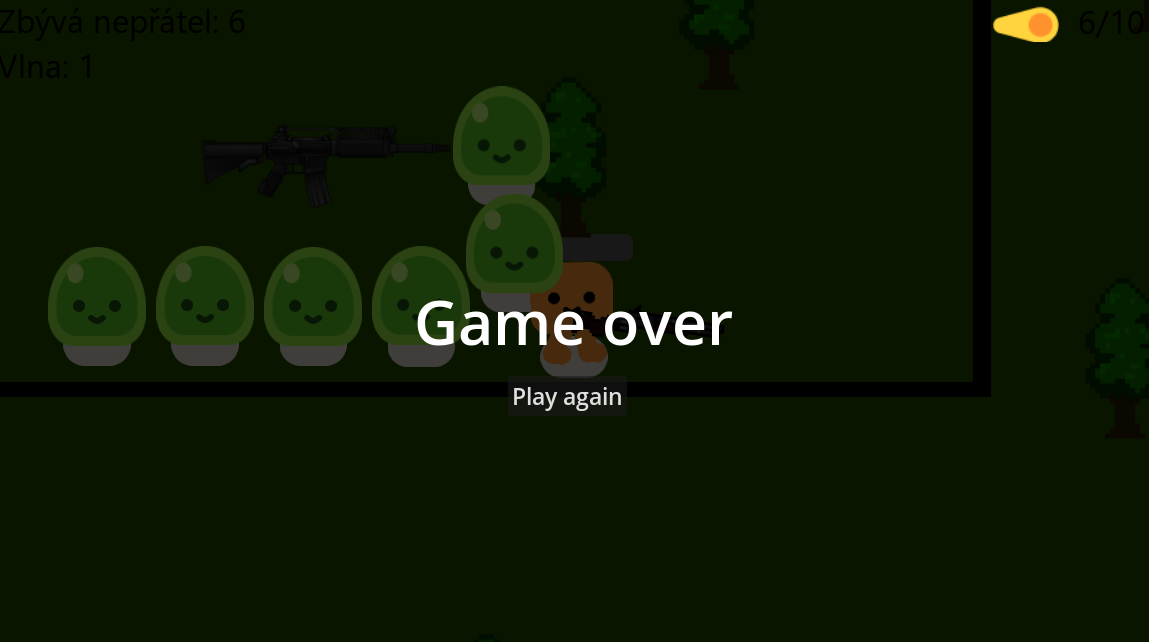 Zbývá nepřátel: 6
6/10
Vlna: 1
Game over
Play again